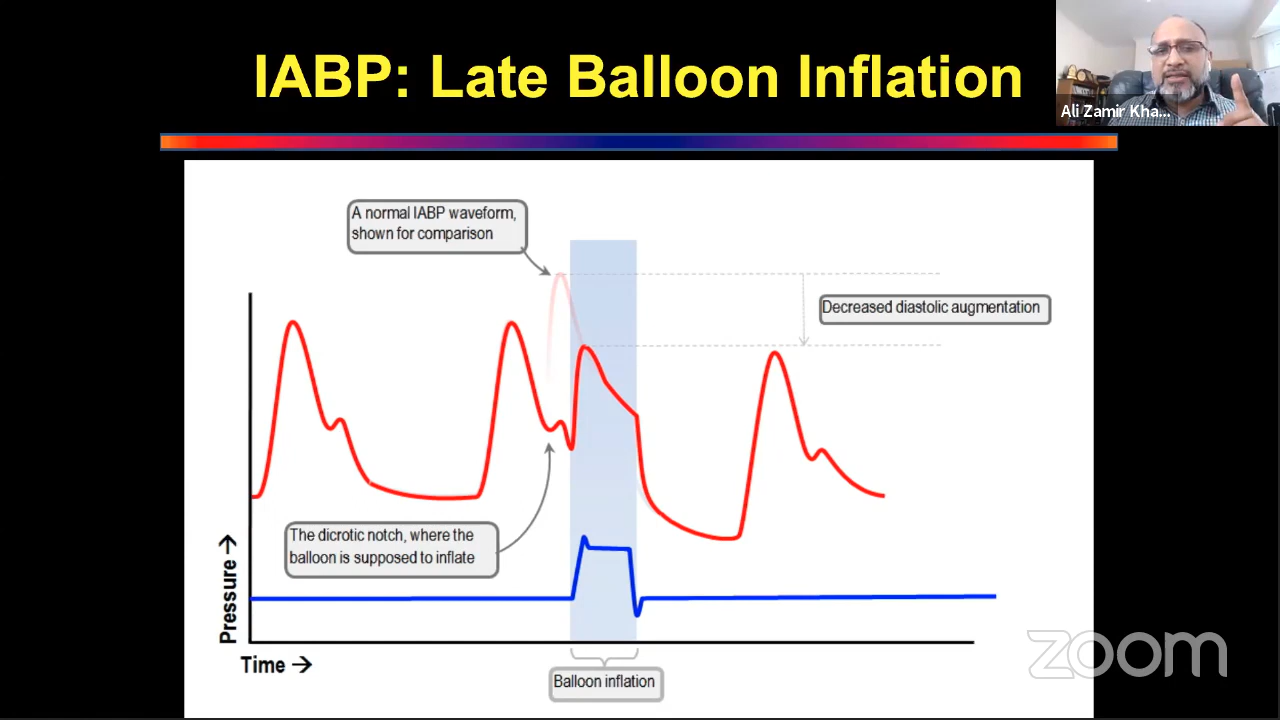 IABP: Late Balloon Inflation
Ali Zamir Kha...
A normal IABP waveform,
shown for comparison
Decreased diastolic augmentation
The dicrotic notch, where the
balloon is supposed to inflate
Pressure →
Time →
Balloon inflation
zoom